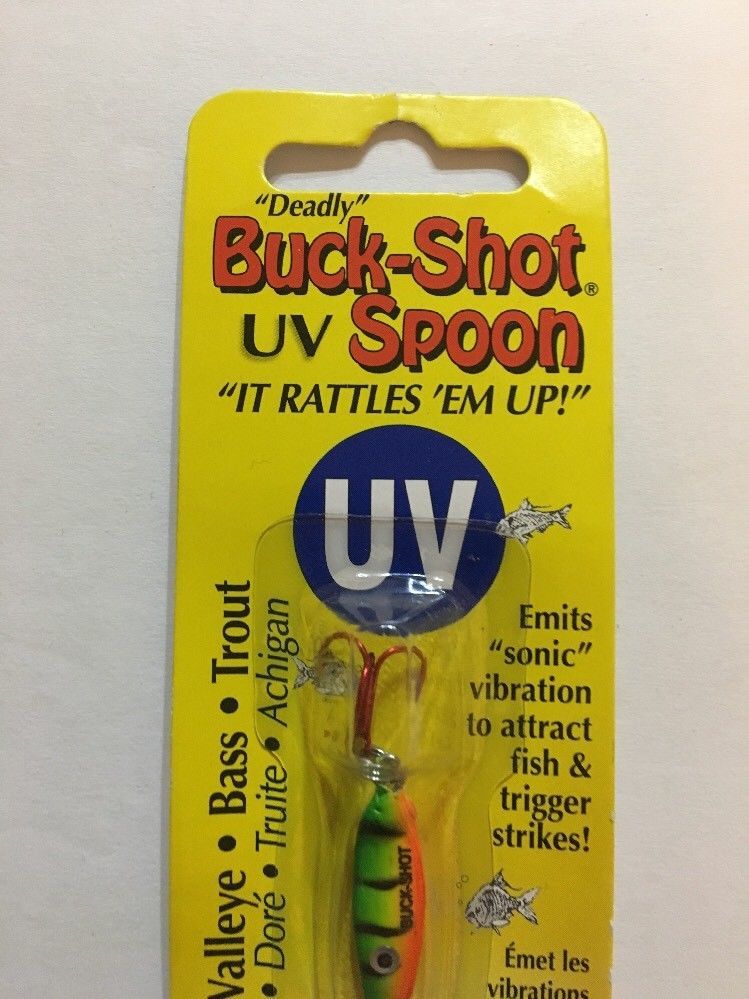 "Deadly"
Buck-Shot®
UV Spoon
"IT RATTLES 'EM UP!"
UV
Emits
"sonic"
vibration
to attract
fish &
trigger
strikes!
Émet les
vibrations
Walleye • Bass • Trout
• Doré • Truite • Achigan
BUCK-SHOT